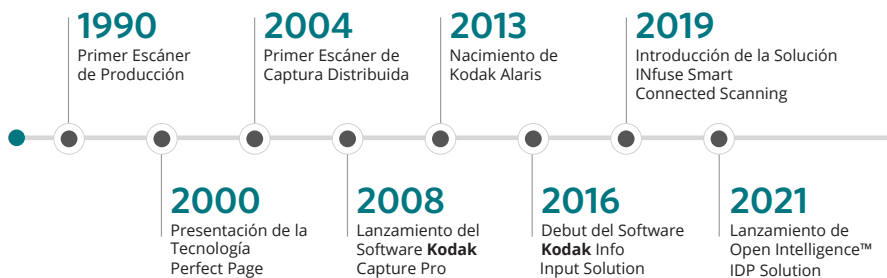 1990
Primer Escáner
de Producción
2004
Primer Escáner de
Captura Distribuida
2013
Nacimiento de
Kodak Alaris
2019
Introducción de la Solución
INfuse Smart
Connected Scanning
2000
Presentación de la
Tecnología
Perfect Page
2008
Lanzamiento del
Software Kodak
Capture Pro
2016
Debut del Software
Kodak Info
Input Solution
2021
Lanzamiento de
Open Intelligence™
IDP Solution